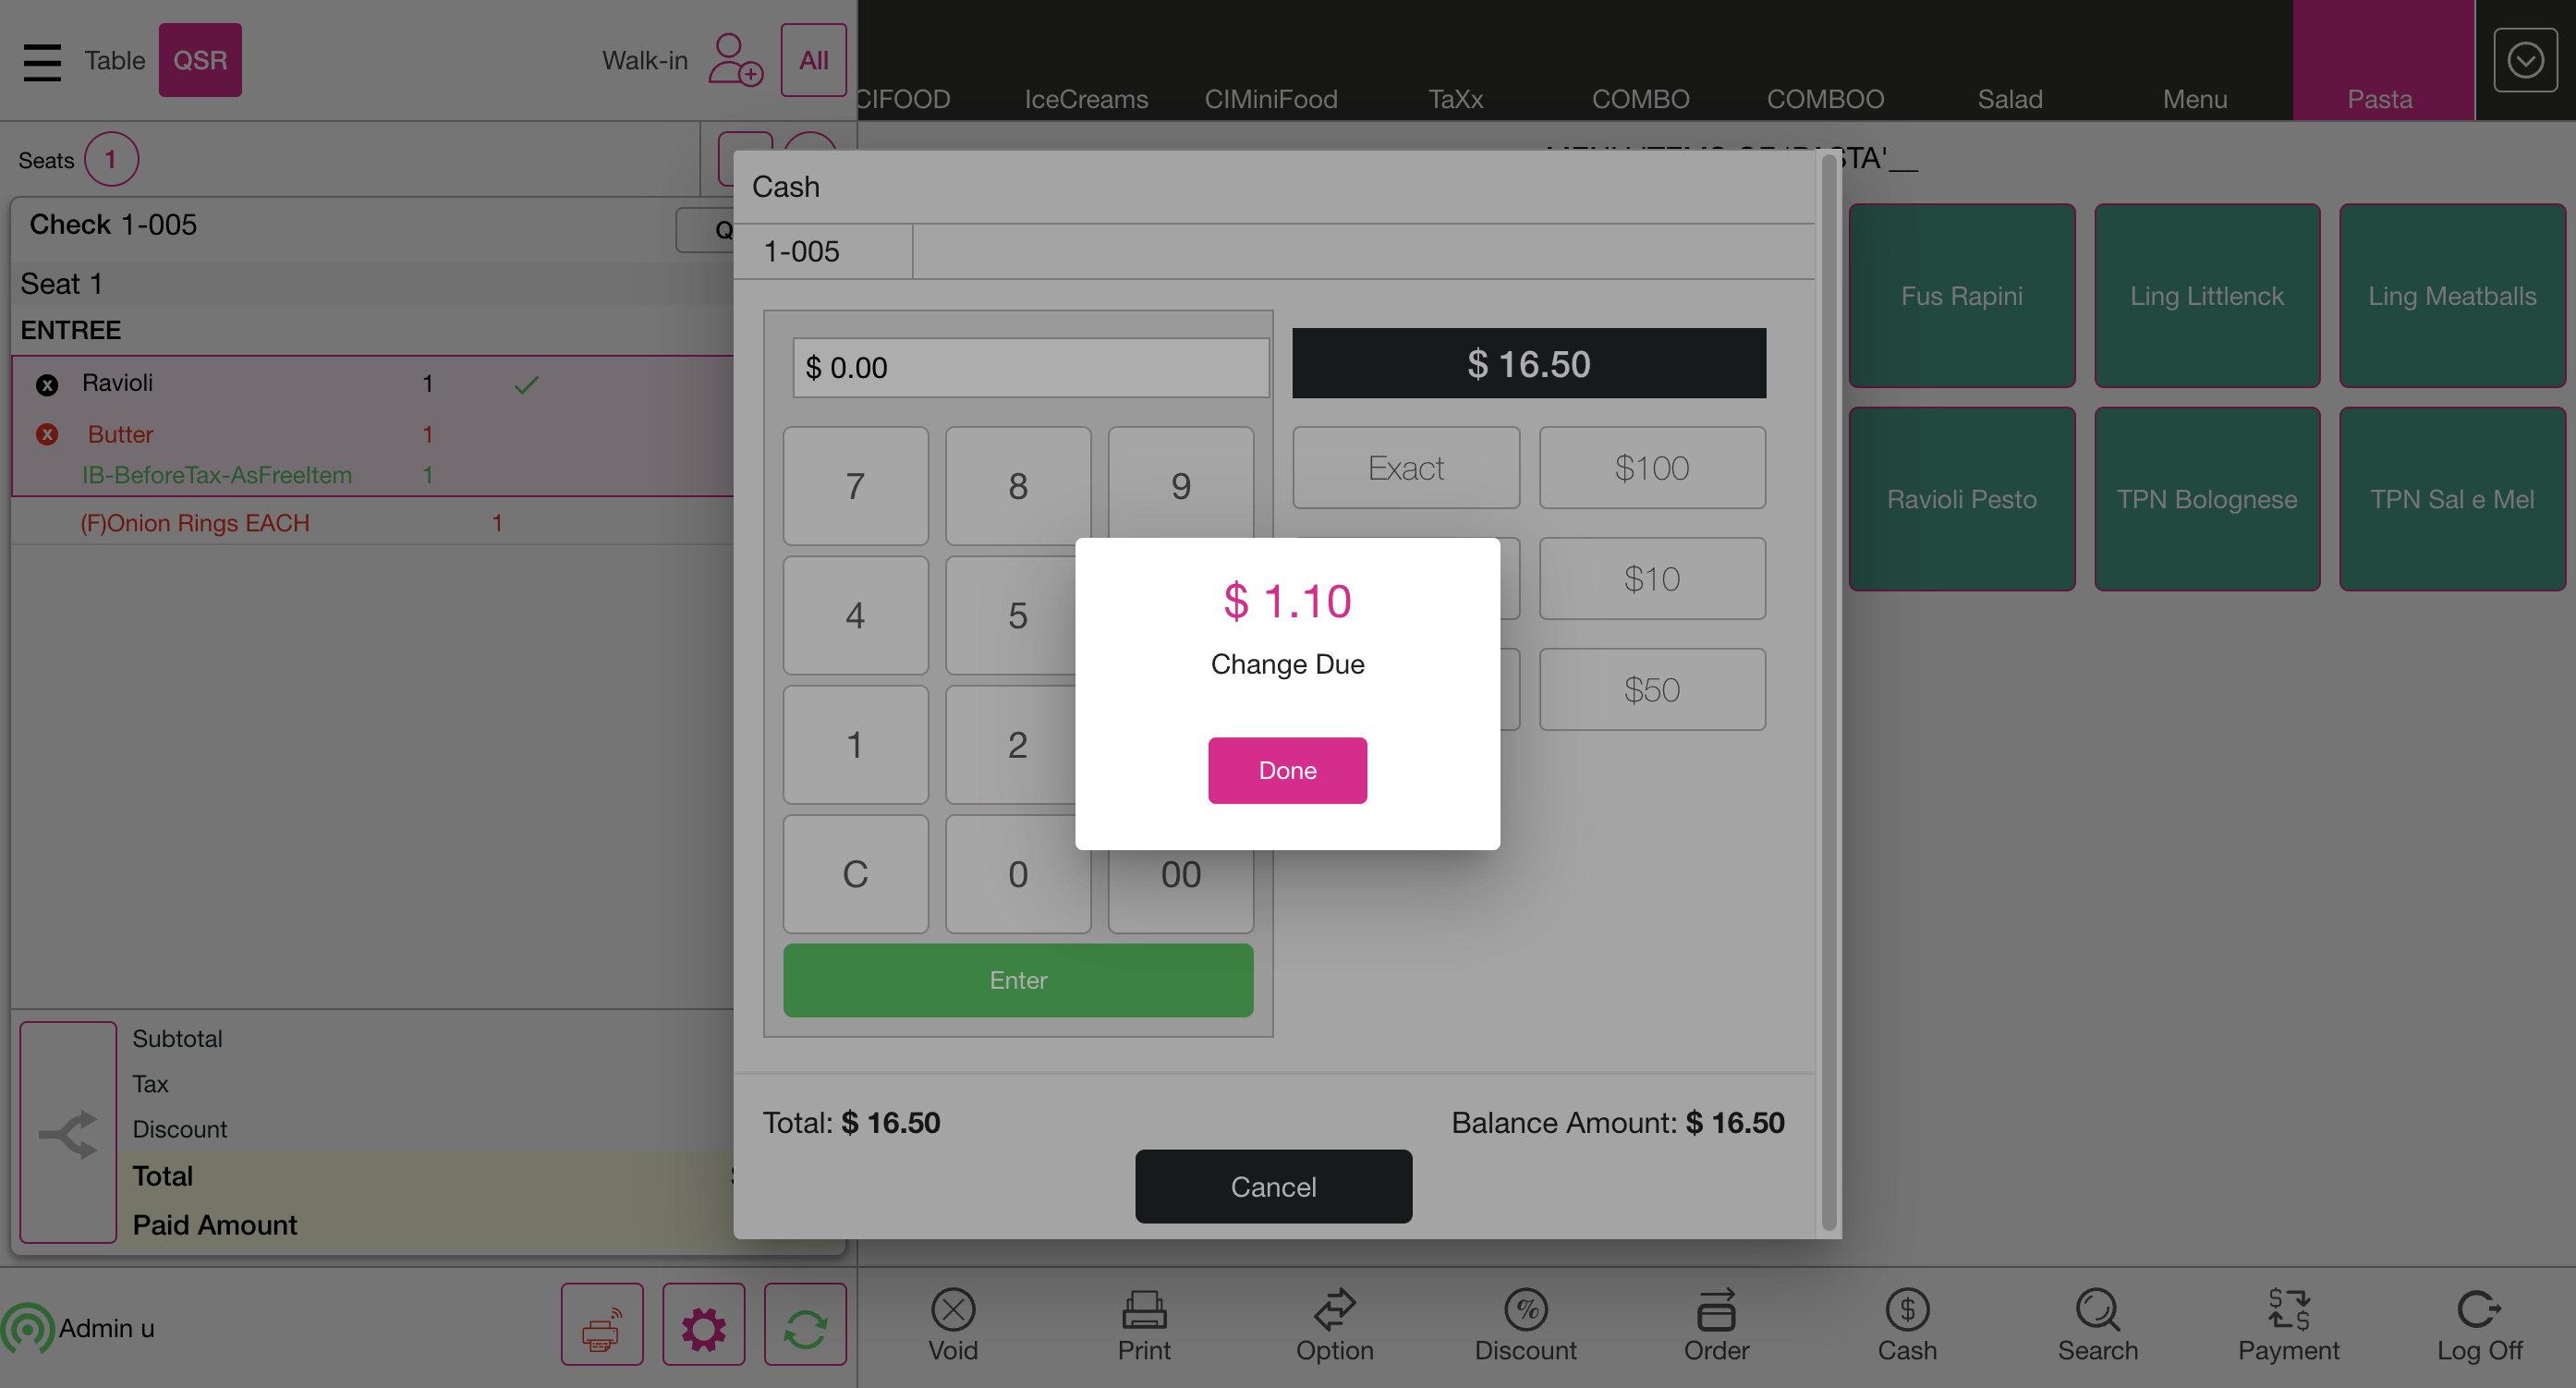 Table
QSR
Walk-in
All
CIFOOD
IceCreams
CIMiniFood
TaXx
COMBO
COMBOO
Salad
Menu
Pasta
Seats
1
Check 1-005
Seat 1
ENTREE
Ravioli 1
Butter 1
IB-BeforeTax-AsFreeItem 1
(F)Onion Rings EACH 1
Subtotal
Tax
Discount
Total
Paid Amount
Admin u
Cash
1-005
$ 0.00
$ 16.50
7
8
9
4
5
1
2
C
0
00
Enter
Exact
$100
$10
$50
$ 1.10
Change Due
Done
Total: $ 16.50
Balance Amount: $ 16.50
Cancel
Fus Rapini
Ling Littlenck
Ling Meatballs
Ravioli Pesto
TPN Bolognese
TPN Sal e Mel
Void
Print
Option
Discount
Order
Cash
Search
Payment
Log Off